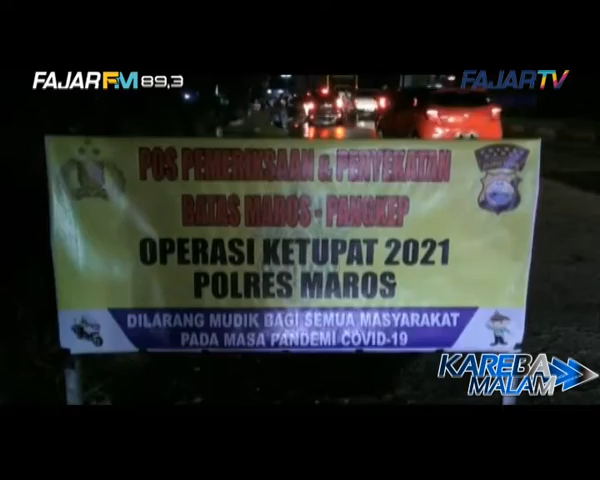 FAJAR FM 89,3
FAJAR TV
POS PEMERIKSAAN & PENYEKATAN
BATAS MAROS - PANGKEP
OPERASI KETUPAT 2021
POLRES MAROS
DILARANG MUDIK BAGI SEMUA MASYARAKAT
PADA MASA PANDEMI COVID-19
KAREBA
MALAM